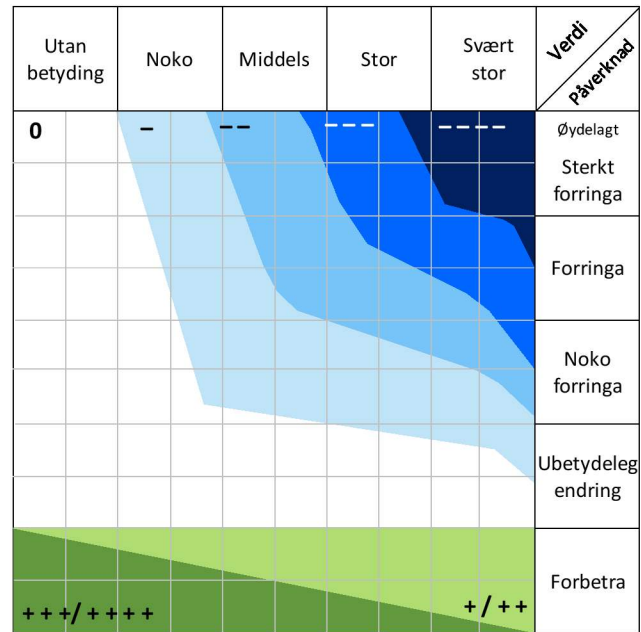 Utan
betyding
Noko
Middels
Stor
Svært
stor
Verdi
Påverknad
0
-
--
---
----
Øydelagt
Sterkt
forringa
Forringa
Noko
forringa
Ubetydeleg
endring
Forbetra
+++/++++
+/++